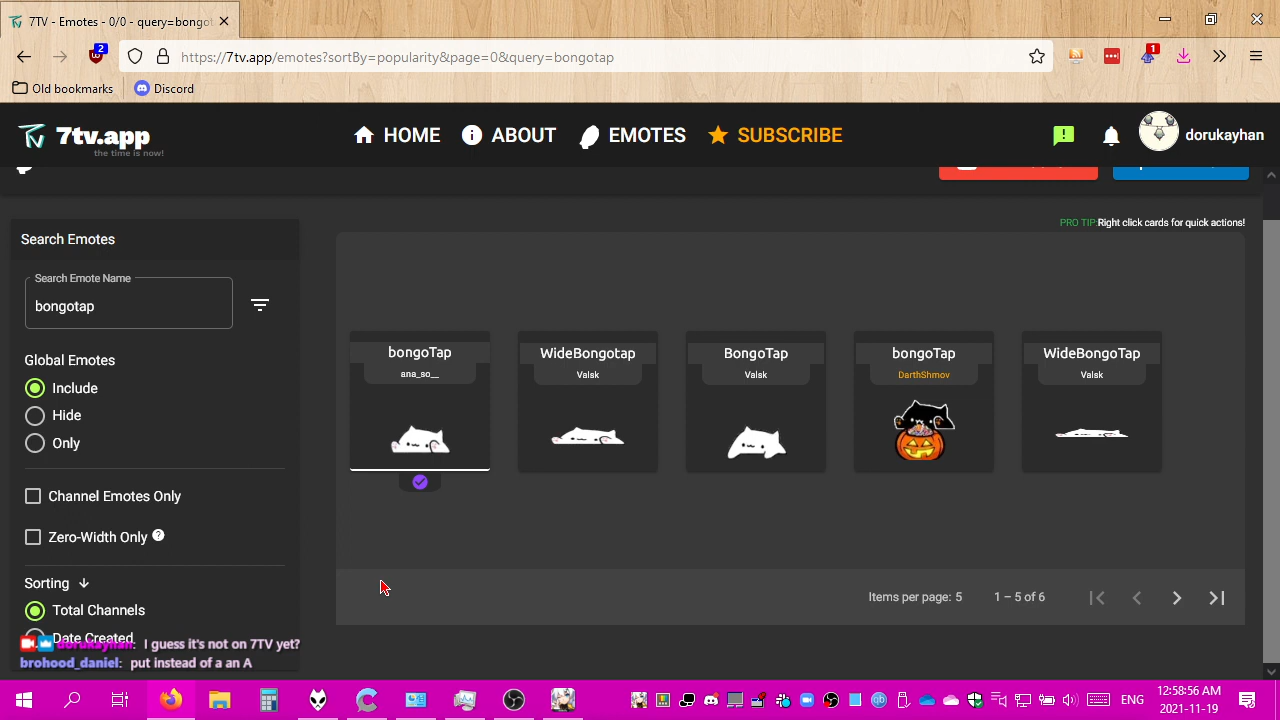 7TV - Emotes - 0/0 - query=bongot
2
https://7tv.app/emotes?sortBy=popularity&page=0&query=bongotap
1
Old bookmarks
Discord
7tv.app
the time is now!
HOME
ABOUT
EMOTES
SUBSCRIBE
dorukayhan
PRO TIP: Right click cards for quick actions!
Search Emotes
Search Emote Name
bongotap
Global Emotes
Include
Hide
Only
Channel Emotes Only
Zero-Width Only ?
Sorting
Total Channels
Date Created
bongoTap
ana_so__
WideBongotap
Valsk
BongoTap
Valsk
bongoTap
DarthShmov
WideBongoTap
Valsk
Items per page: 5
1 – 5 of 6
dorukayhan: I guess it's not on 7TV yet?
brohood_daniel: put instead of a an A
ENG
12:58:56 AM
2021-11-19